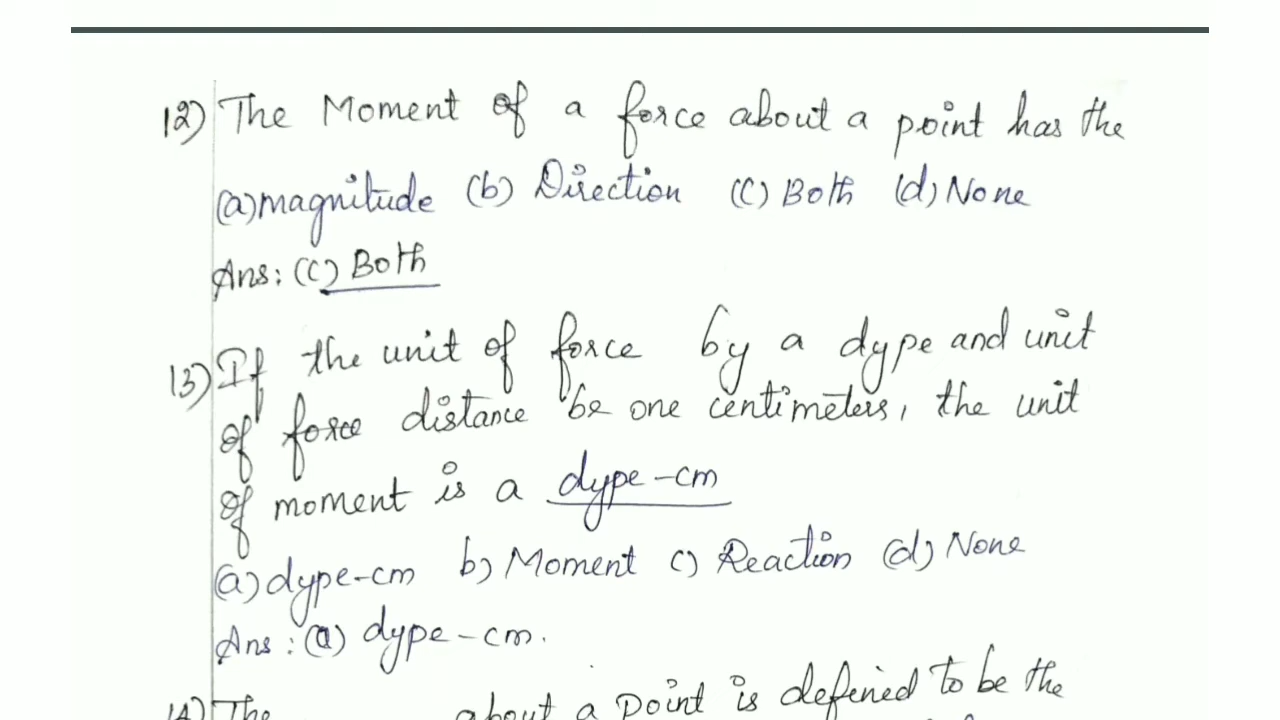 12) The Moment of a force about a point has the
(a) magnitude (b) Direction (c) Both (d) None
Ans: (c) Both
13) If the unit of force by a dype and unit
of force distance be one centimeters, the unit
of moment is a dype-cm
(a) dype-cm b) Moment c) Reaction (d) None
Ans: (a) dype-cm.
14) The about a point is defined to be the